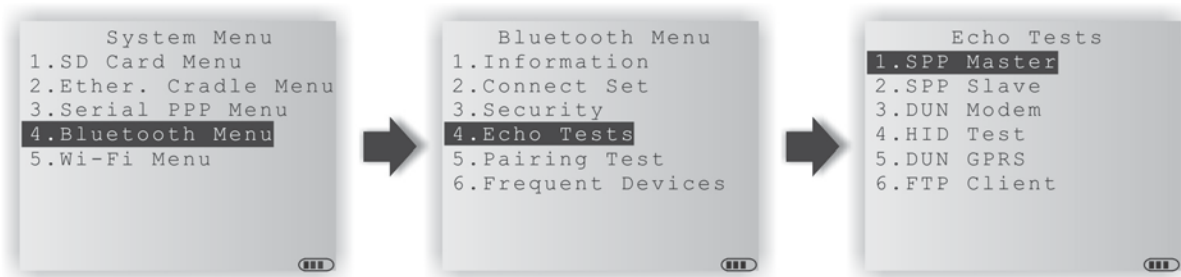 System Menu
1.SD Card Menu
2.Ether. Cradle Menu
3.Serial PPP Menu
4.Bluetooth Menu
5.Wi-Fi Menu
Bluetooth Menu
1.Information
2.Connect Set
3.Security
4.Echo Tests
5.Pairing Test
6.Frequent Devices
Echo Tests
1.SPP Master
2.SPP Slave
3.DUN Modem
4.HID Test
5.DUN GPRS
6.FTP Client